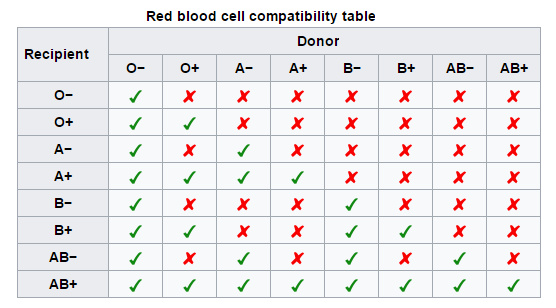 Red blood cell compatibility table
Recipient
Donor
O− O+ A− A+ B− B+ AB− AB+
O− ✓ ✘ ✘ ✘ ✘ ✘ ✘ ✘
O+ ✓ ✓ ✘ ✘ ✘ ✘ ✘ ✘
A− ✓ ✘ ✓ ✘ ✘ ✘ ✘ ✘
A+ ✓ ✓ ✓ ✓ ✘ ✘ ✘ ✘
B− ✓ ✘ ✘ ✘ ✓ ✘ ✘ ✘
B+ ✓ ✓ ✘ ✘ ✓ ✓ ✘ ✘
AB− ✓ ✘ ✓ ✘ ✓ ✘ ✓ ✘
AB+ ✓ ✓ ✓ ✓ ✓ ✓ ✓ ✓